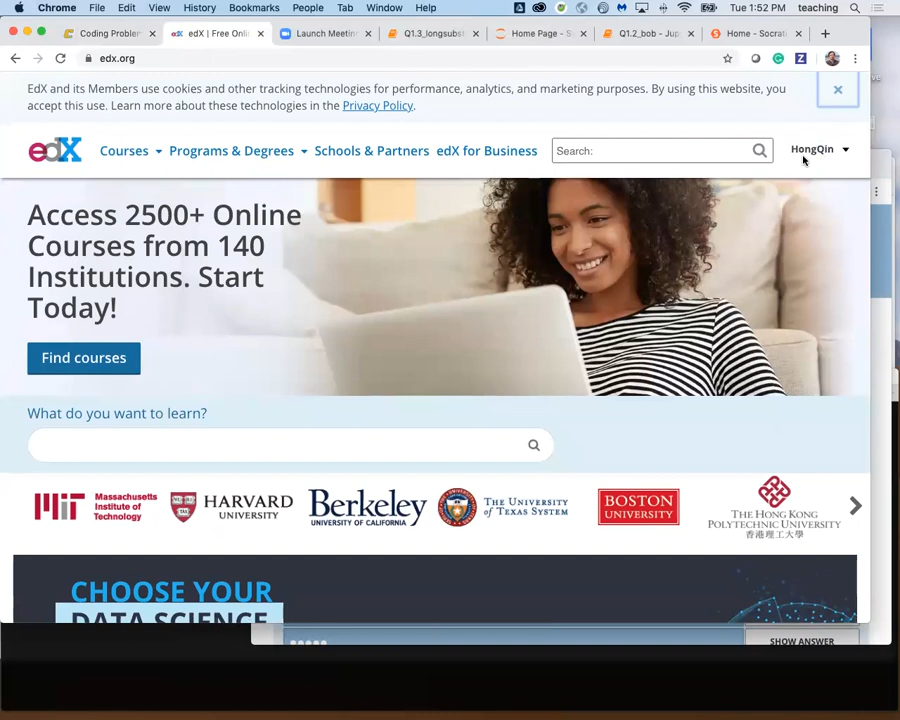 Chrome File Edit View History Bookmarks People Tab Window Help Tue 1:52 PM teaching
Coding Problem edX | Free Onli Launch Meetin Q1.3_longsubs Home Page - S Q1.2_bob - Jup Home - Socrati
edx.org
EdX and its Members use cookies and other tracking technologies for performance, analytics, and marketing purposes. By using this website, you
accept this use. Learn more about these technologies in the Privacy Policy.
edX Courses Programs & Degrees Schools & Partners edX for Business Search: HongQin
Access 2500+ Online
Courses from 140
Institutions. Start
Today!
Find courses
What do you want to learn?
MIT Massachusetts Institute of Technology
HARVARD UNIVERSITY
Berkeley UNIVERSITY OF CALIFORNIA
THE UNIVERSITY OF TEXAS SYSTEM
BOSTON UNIVERSITY
THE HONG KONG POLYTECHNIC UNIVERSITY
香港理工大學
CHOOSE YOUR
DATA SCIENCE
SHOW ANSWER